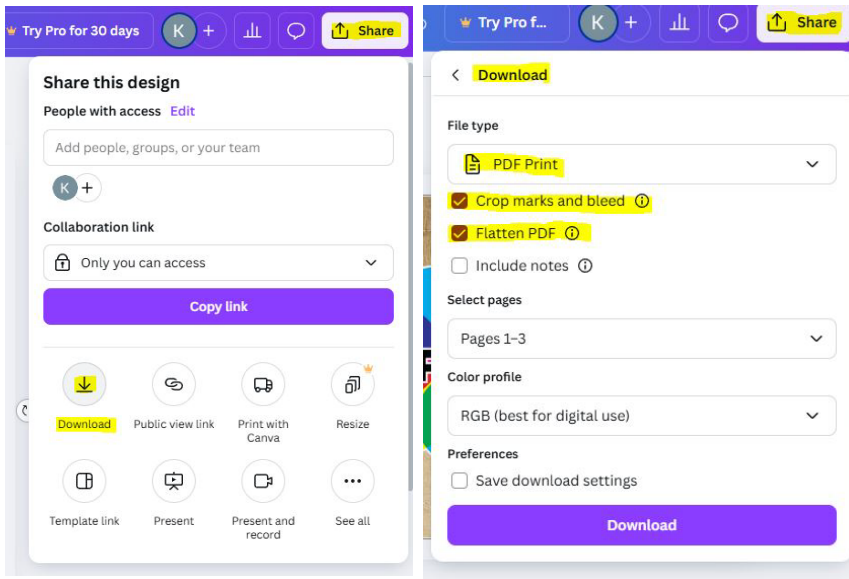 Try Pro for 30 days
K
+
Share
Share this design
People with access Edit
Add people, groups, or your team
K +
Collaboration link
Only you can access
Copy link
Download Public view link Print with Canva Resize
Template link Present Present and record See all
Try Pro f...
K
+
Share
Download
File type
PDF Print
Crop marks and bleed
Flatten PDF
Include notes
Select pages
Pages 1–3
Color profile
RGB (best for digital use)
Preferences
Save download settings
Download